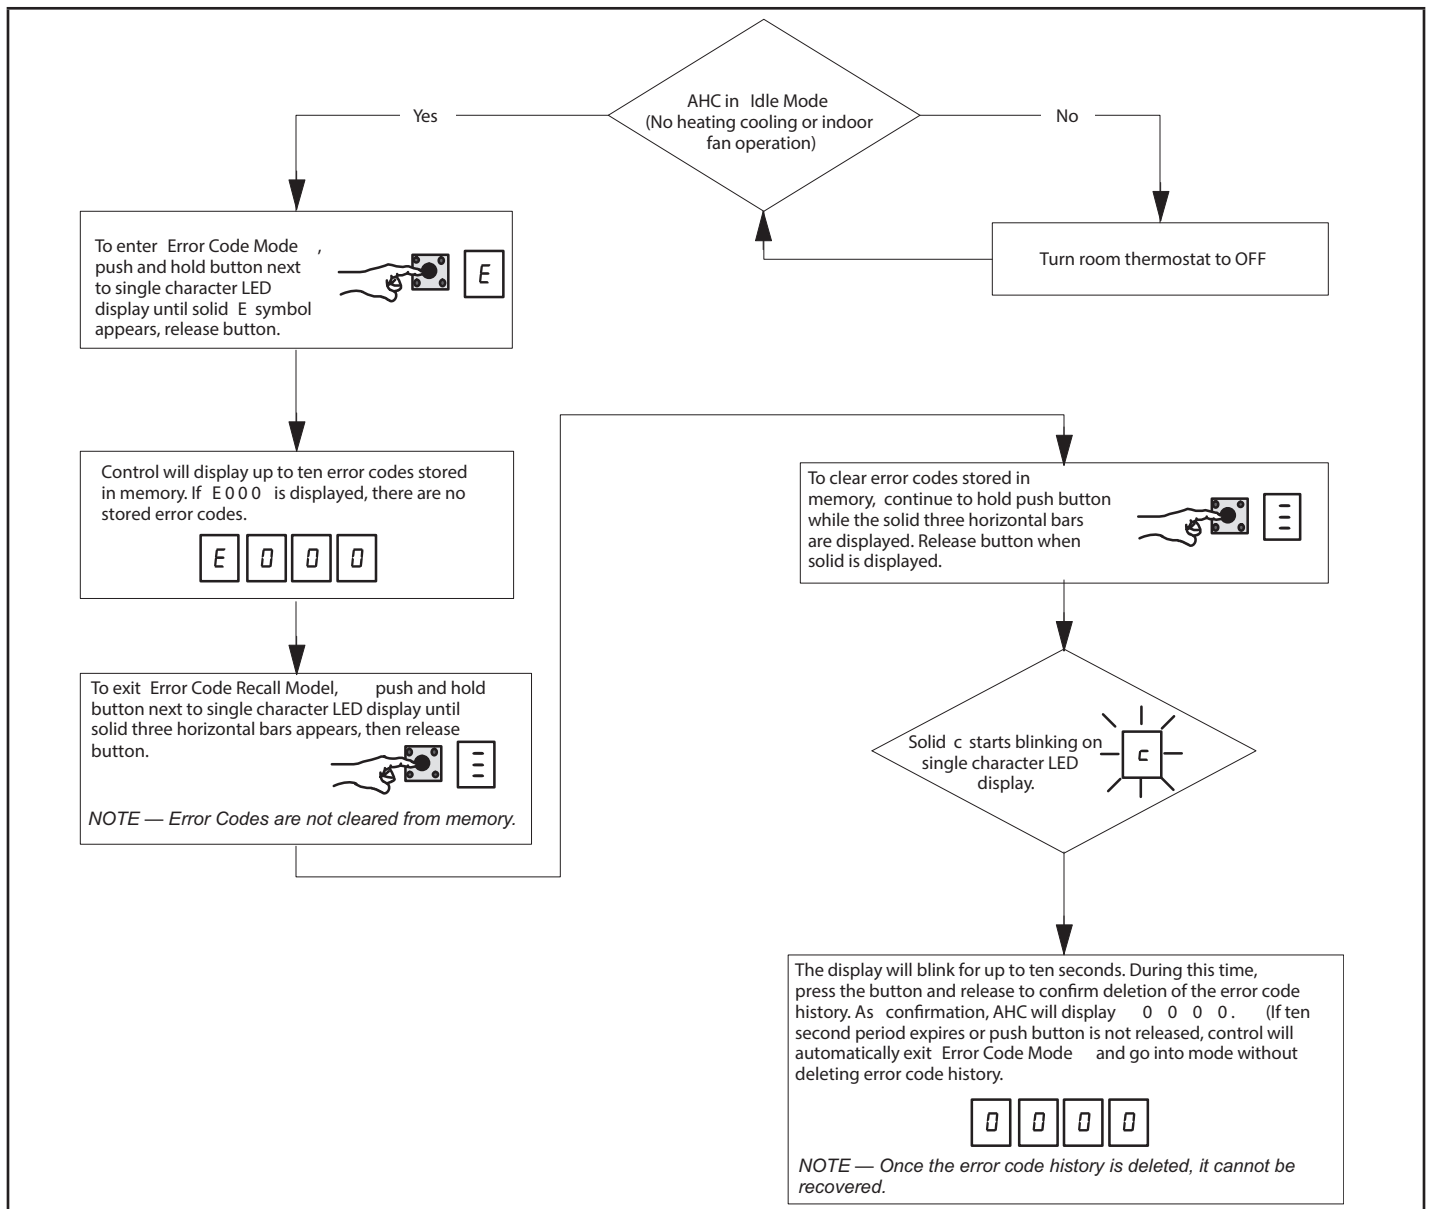 AHC in Idle Mode
(No heating cooling or indoor
fan operation)
Yes
No
To enter Error Code Mode ,
push and hold button next
to single character LED
display until solid E symbol
appears, release button.
E
Turn room thermostat to OFF
Control will display up to ten error codes stored
in memory. If E 0 0 0 is displayed, there are no
stored error codes.
E 0 0 0
To exit Error Code Recall Model, push and hold
button next to single character LED display until
solid three horizontal bars appears, then release
button.
NOTE — Error Codes are not cleared from memory.
To clear error codes stored in
memory, continue to hold push button
while the solid three horizontal bars
are displayed. Release button when
solid is displayed.
Solid c starts blinking on
single character LED
display.
c
The display will blink for up to ten seconds. During this time,
press the button and release to confirm deletion of the error code
history. As confirmation, AHC will display 0 0 0 0. (If ten
second period expires or push button is not released, control will
automatically exit Error Code Mode and go into mode without
deleting error code history.
0 0 0 0
NOTE — Once the error code history is deleted, it cannot be
recovered.